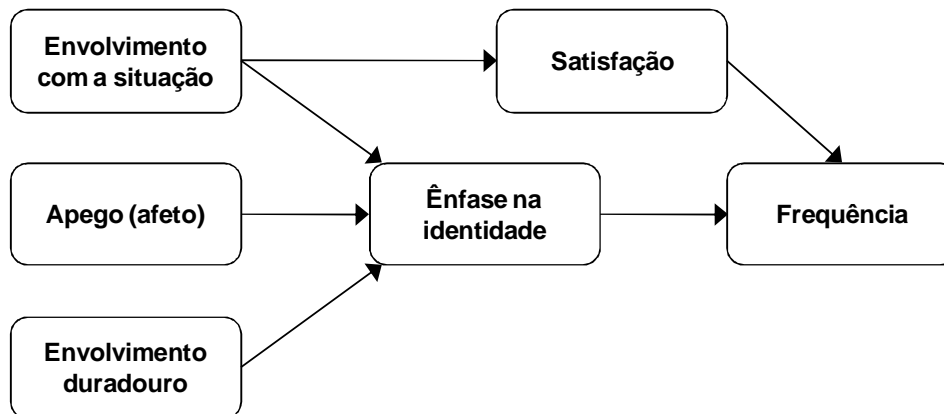 Envolvimento
com a situação
Satisfação
Apego (afeto)
Ênfase na
identidade
Frequência
Envolvimento
duradouro